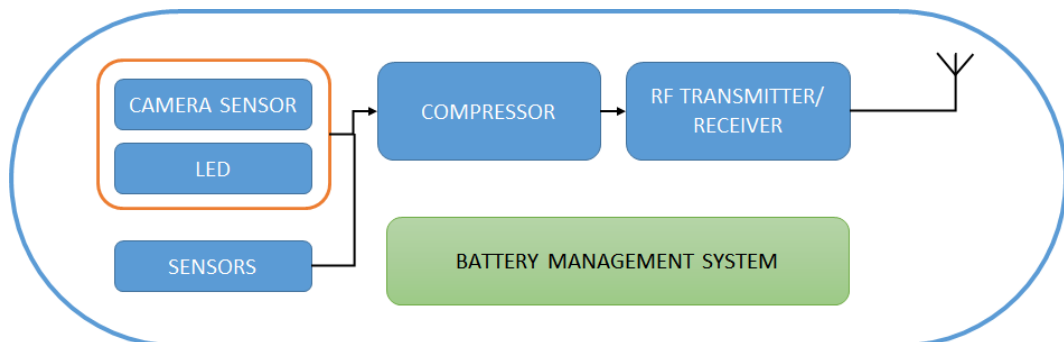 CAMERA SENSOR
LED
SENSORS
COMPRESSOR
RF TRANSMITTER/
RECEIVER
BATTERY MANAGEMENT SYSTEM